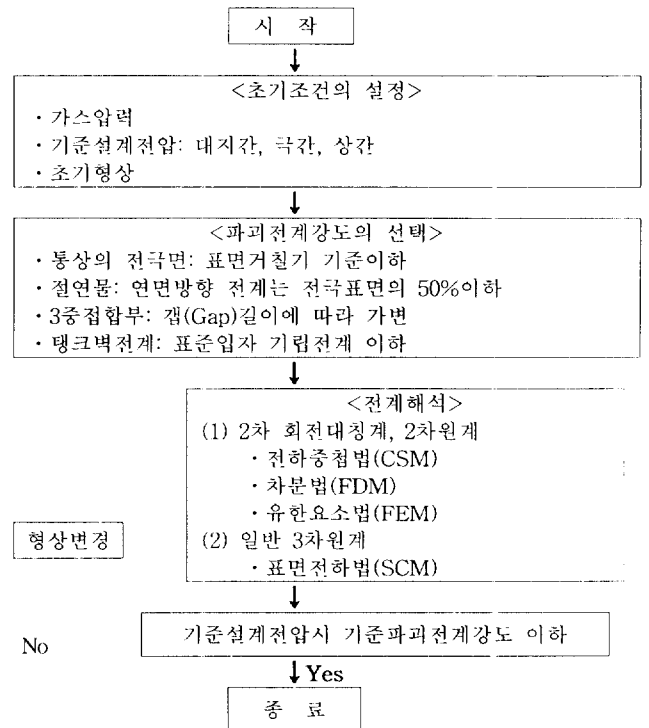 시 작
<초기조건의 설정>
· 가스압력
· 기준설계전압: 대지간, 극간, 상간
· 초기형상
<파괴전계강도의 선택>
· 통상의 전극면: 표면거칠기 기준이하
· 절연물: 연면방향 전계는 전극표면의 50%이하
· 3중접합부: 갭(Gap)길이에 따라 가변
· 탱크벽전계: 표준입자 기립전계 이하
<전계해석>
(1) 2차 회전대칭계, 2차원계
· 전하중첩법(CSM)
· 차분법(FDM)
· 유한요소법(FEM)
형상변경
(2) 일반 3차원계
· 표면전하법(SCM)
No
기준설계전압시 기준파괴전계강도 이하
Yes
종 료